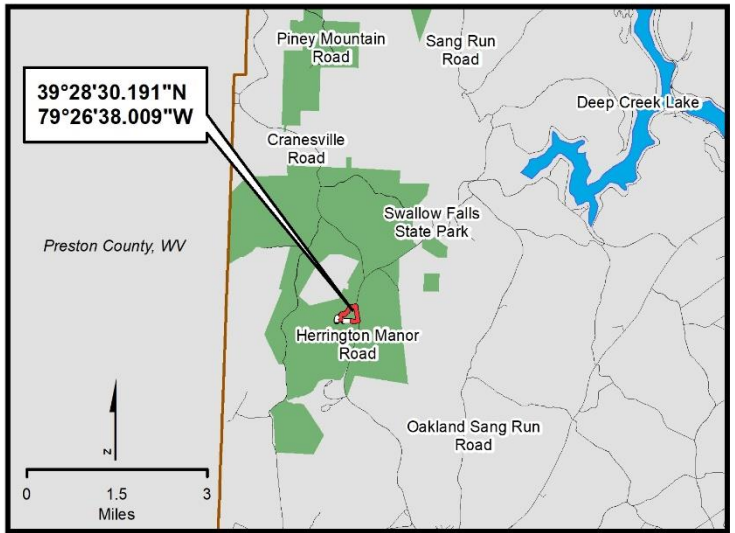 Piney Mountain
Road
Sang Run
Road
39°28'30.191"N
79°26'38.009"W
Deep Creek Lake
Cranesville
Road
Swallow Falls
State Park
Preston County, WV
Herrington Manor
Road
Oakland Sang Run
Road
N
0 1.5 3
Miles